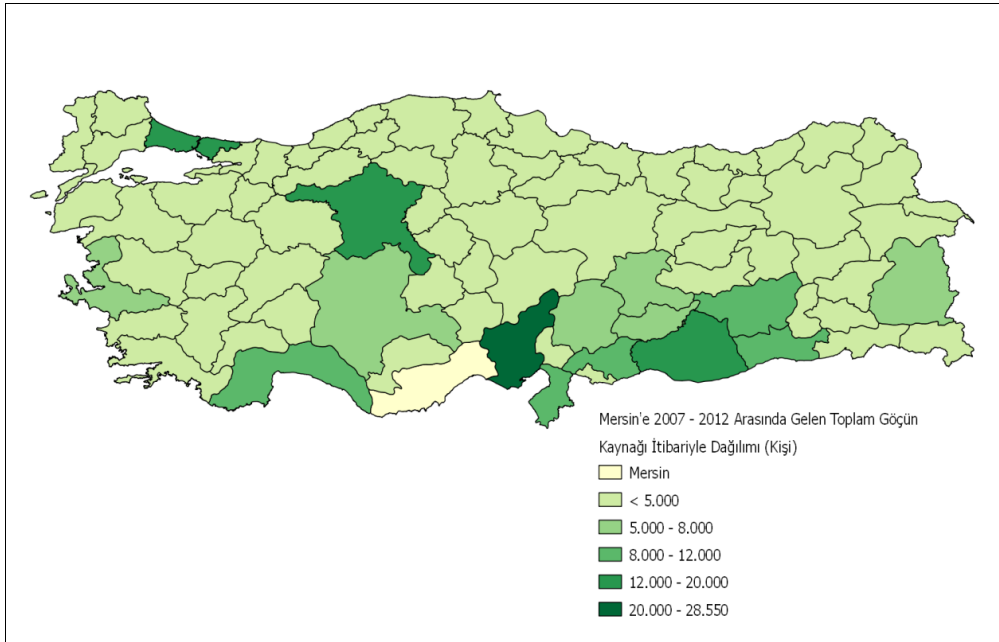 Mersin'e 2007 - 2012 Arasında Gelen Toplam Göçün
Kaynağı İtibariyle Dağılımı (Kişi)
Mersin
< 5.000
5.000 - 8.000
8.000 - 12.000
12.000 - 20.000
20.000 - 28.550